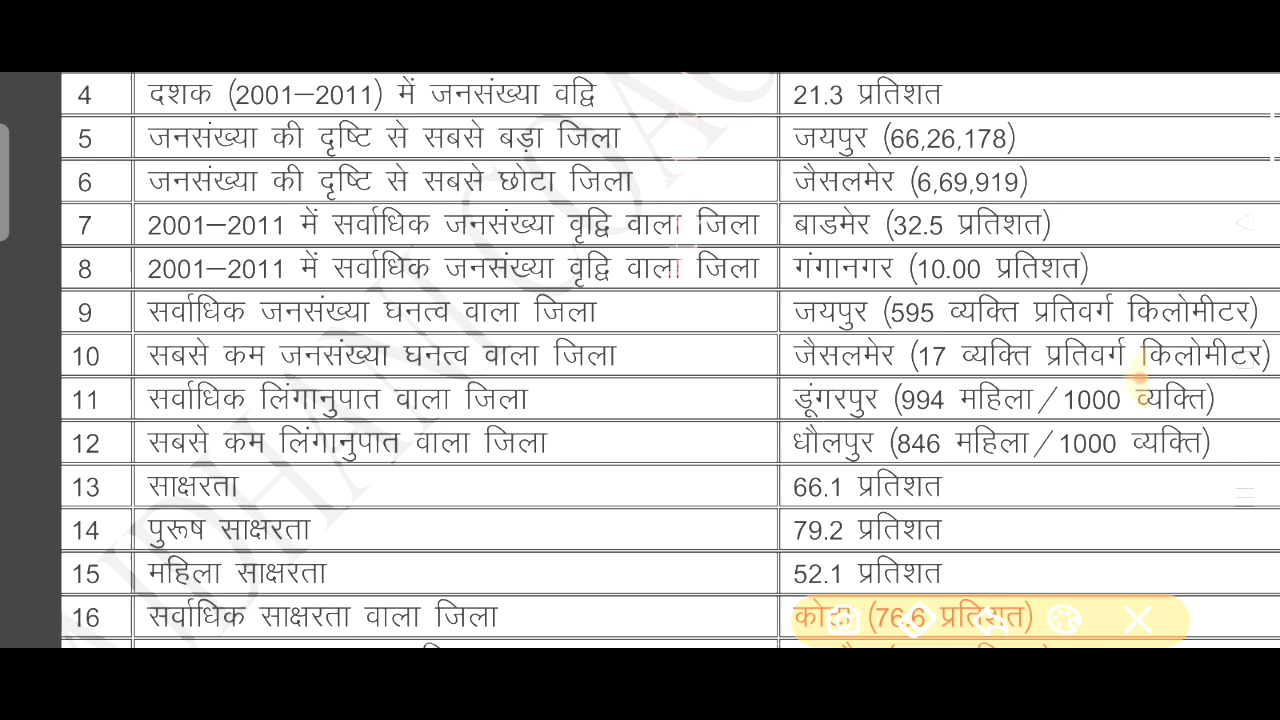 4 दशक (2001–2011) में जनसंख्या वद्वि 21.3 प्रतिशत
5 जनसंख्या की दृष्टि से सबसे बड़ा जिला जयपुर (66,26,178)
6 जनसंख्या की दृष्टि से सबसे छोटा जिला जैसलमेर (6,69,919)
7 2001–2011 में सर्वाधिक जनसंख्या वृद्वि वाला जिला बाडमेर (32.5 प्रतिशत)
8 2001–2011 में सर्वाधिक जनसंख्या वृद्वि वाला जिला गंगानगर (10.00 प्रतिशत)
9 सर्वाधिक जनसंख्या घनत्व वाला जिला जयपुर (595 व्यक्ति प्रतिवर्ग किलोमीटर)
10 सबसे कम जनसंख्या घनत्व वाला जिला जैसलमेर (17 व्यक्ति प्रतिवर्ग किलोमीटर)
11 सर्वाधिक लिंगानुपात वाला जिला डूंगरपुर (994 महिला/1000 व्यक्ति)
12 सबसे कम लिंगानुपात वाला जिला धौलपुर (846 महिला/1000 व्यक्ति)
13 साक्षरता 66.1 प्रतिशत
14 पुरूष साक्षरता 79.2 प्रतिशत
15 महिला साक्षरता 52.1 प्रतिशत
16 सर्वाधिक साक्षरता वाला जिला कोटा (76.6 प्रतिशत)